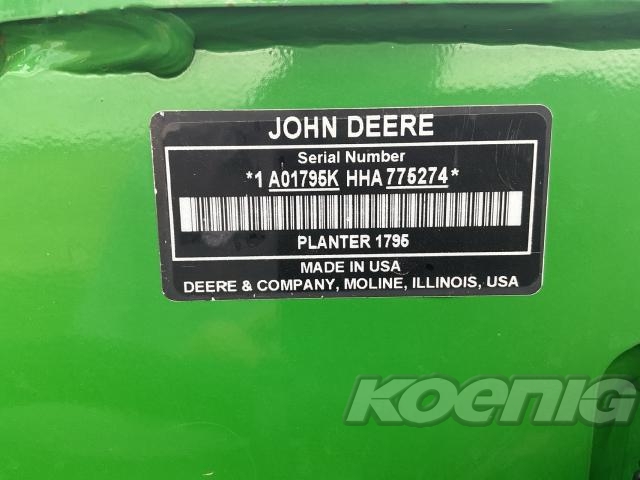 JOHN DEERE
Serial Number
*1 A01795K HHA 775274*
PLANTER 1795
MADE IN USA
DEERE & COMPANY, MOLINE, ILLINOIS, USA
KOENIG